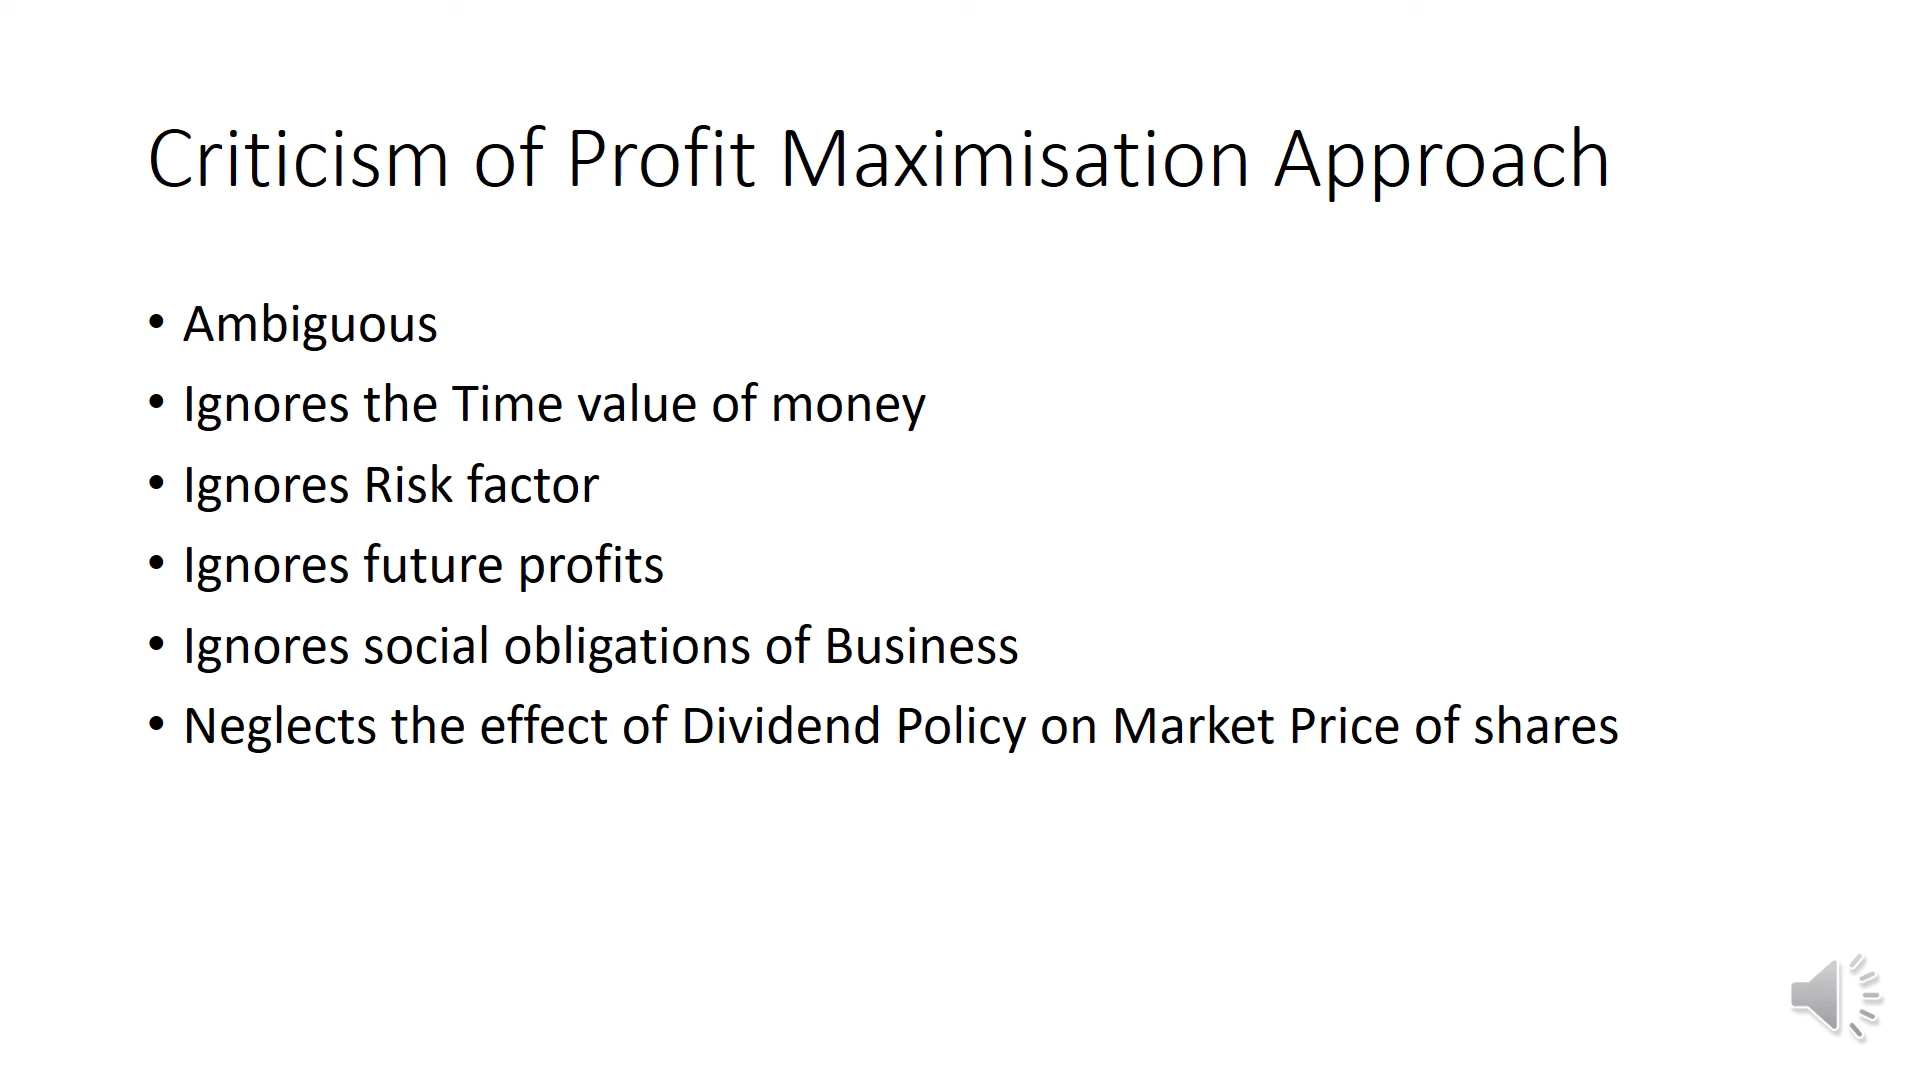 Criticism of Profit Maximisation Approach
• Ambiguous
• Ignores the Time value of money
• Ignores Risk factor
• Ignores future profits
• Ignores social obligations of Business
• Neglects the effect of Dividend Policy on Market Price of shares